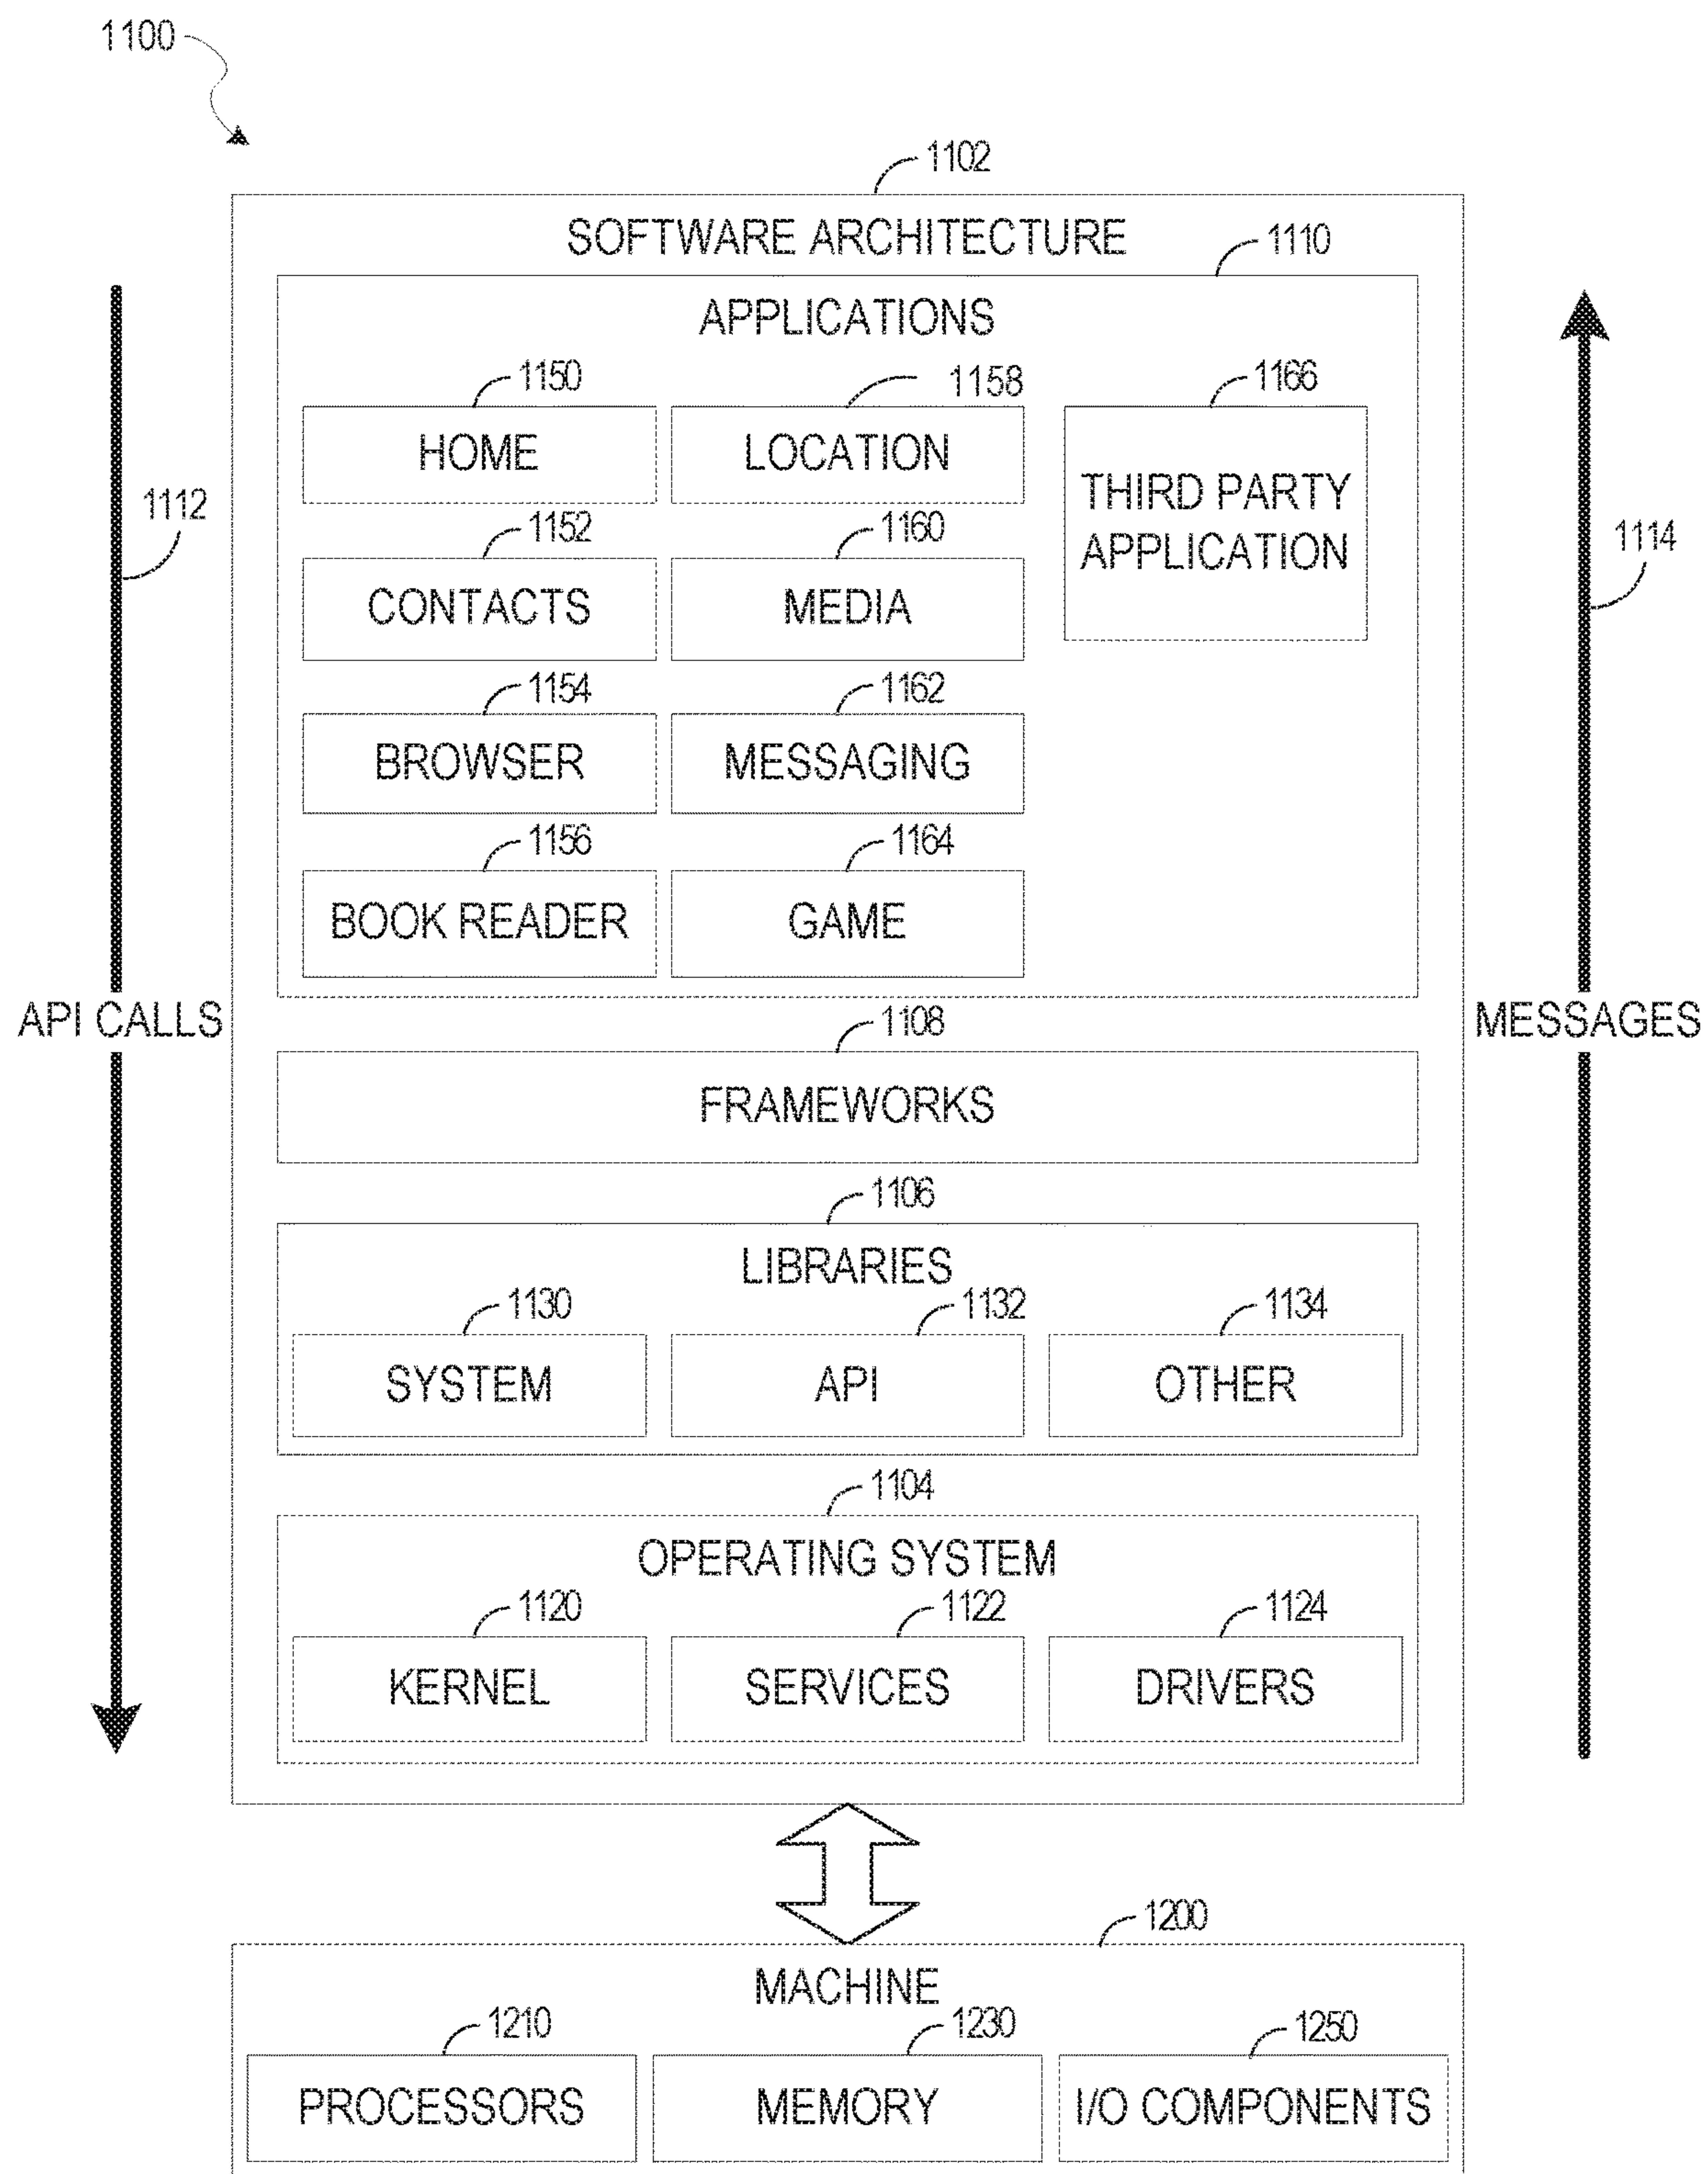 1100
1102
SOFTWARE ARCHITECTURE
1110
APPLICATIONS
1150
1158
1166
HOME
LOCATION
THIRD PARTY
APPLICATION
1112
1114
1152
1160
CONTACTS
MEDIA
1154
1162
BROWSER
MESSAGING
1156
1164
BOOK READER
GAME
API CALLS
MESSAGES
1108
FRAMEWORKS
1106
LIBRARIES
1130
1132
1134
SYSTEM
API
OTHER
1104
OPERATING SYSTEM
1120
1122
1124
KERNEL
SERVICES
DRIVERS
1200
MACHINE
1210
1230
1250
PROCESSORS
MEMORY
I/O COMPONENTS